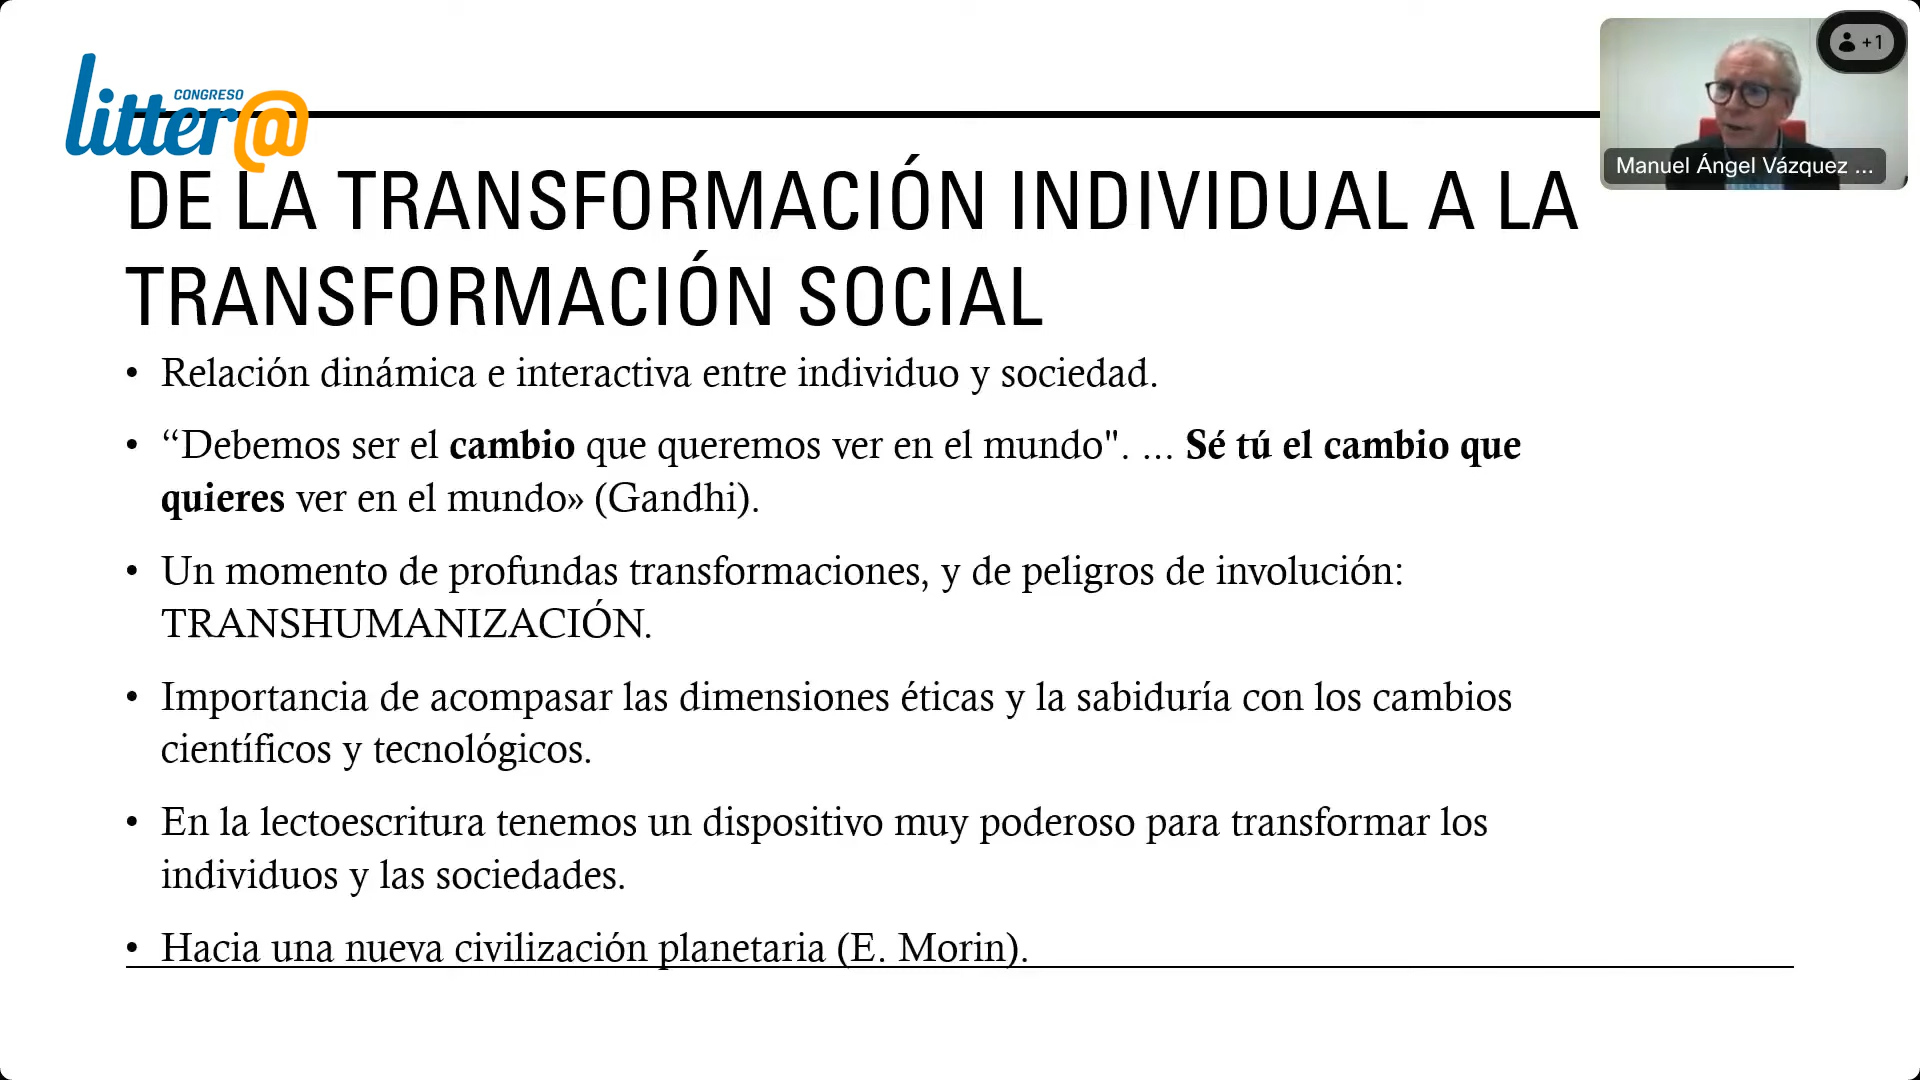 CONGRESO
litter@
+1
Manuel Ángel Vázquez ...
DE LA TRANSFORMACIÓN INDIVIDUAL A LA
TRANSFORMACIÓN SOCIAL
• Relación dinámica e interactiva entre individuo y sociedad.
• “Debemos ser el cambio que queremos ver en el mundo". ... Sé tú el cambio que
quieres ver en el mundo» (Gandhi).
• Un momento de profundas transformaciones, y de peligros de involución:
TRANSHUMANIZACIÓN.
• Importancia de acompasar las dimensiones éticas y la sabiduría con los cambios
científicos y tecnológicos.
• En la lectoescritura tenemos un dispositivo muy poderoso para transformar los
individuos y las sociedades.
• Hacia una nueva civilización planetaria (E. Morin).